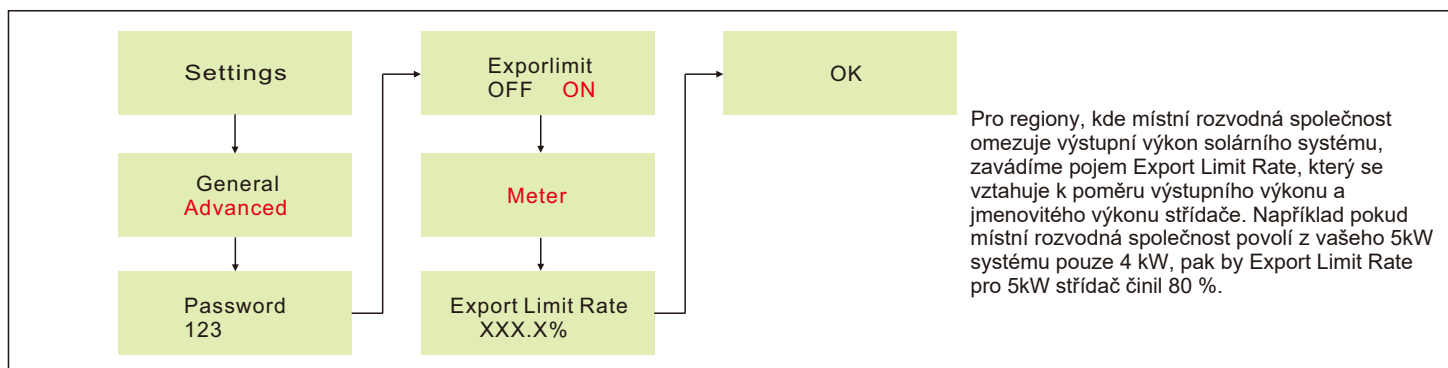 Settings
General
Advanced
Password
123
Exporlimit
OFF ON
Meter
Export Limit Rate
XXX.X%
OK
Pro regiony, kde místní rozvodná společnost
omezuje výstupní výkon solárního systému,
zavádíme pojem Export Limit Rate, který se
vztahuje k poměru výstupního výkonu a
jmenovitého výkonu střídače. Například pokud
místní rozvodná společnost povolí z vašeho 5kW
systému pouze 4 kW, pak by Export Limit Rate
pro 5kW střídač činil 80 %.